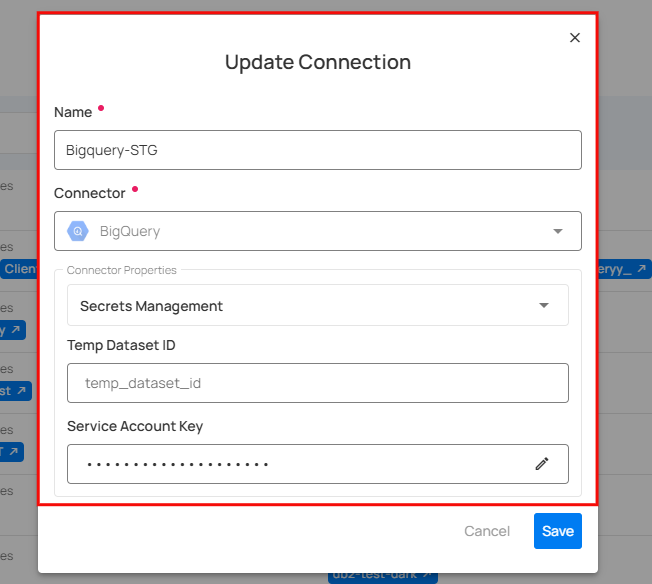 Update Connection
Name
Bigquery-STG
Connector
BigQuery
Connector Properties
Secrets Management
Temp Dataset ID
temp_dataset_id
Service Account Key
Cancel
Save
es
es
Client
eryy_
es
y
es
st
es
T
es
es
db2-test-dark